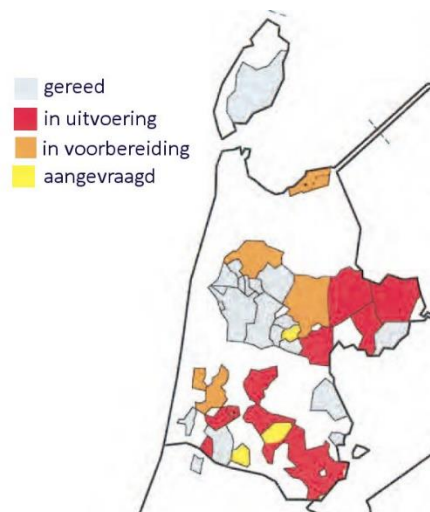 gereed
in uitvoering
in voorbereiding
aangevraagd